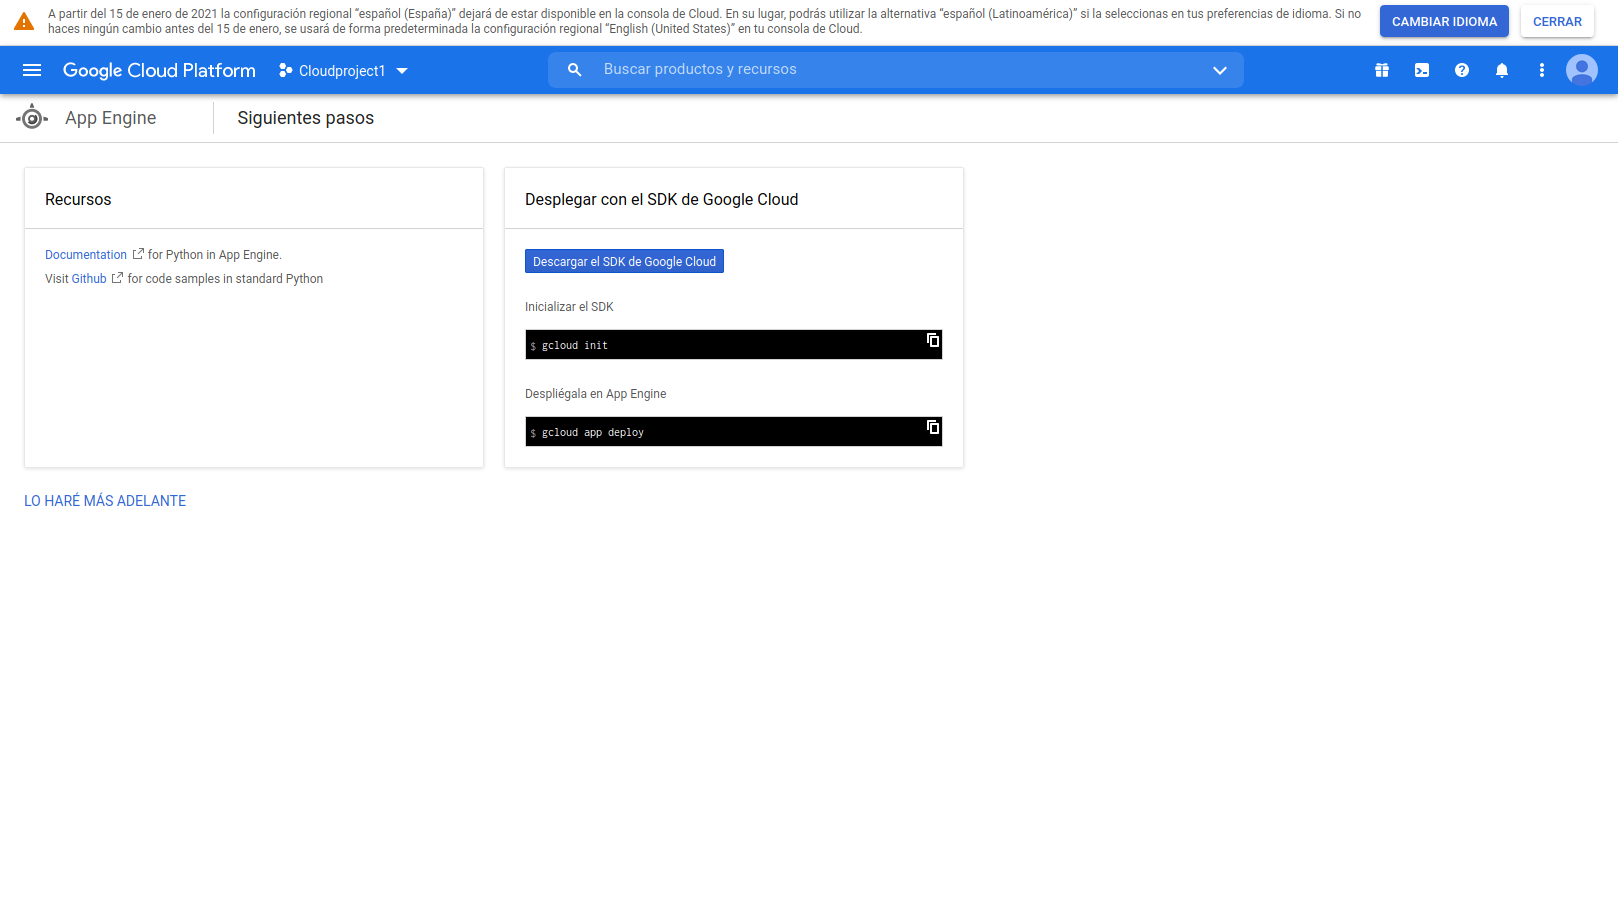 A partir del 15 de enero de 2021 la configuración regional “español (España)” dejará de estar disponible en la consola de Cloud. En su lugar, podrás utilizar la alternativa “español (Latinoamérica)” si la seleccionas en tus preferencias de idioma. Si no
haces ningún cambio antes del 15 de enero, se usará de forma predeterminada la configuración regional “English (United States)” en tu consola de Cloud.
CAMBIAR IDIOMA
CERRAR
Google Cloud Platform
Cloudproject1
Buscar productos y recursos
App Engine
Siguientes pasos
Recursos
Documentation for Python in App Engine.
Visit Github for code samples in standard Python
Desplegar con el SDK de Google Cloud
Descargar el SDK de Google Cloud
Inicializar el SDK
$ gcloud init
Despliégala en App Engine
$ gcloud app deploy
LO HARÉ MÁS ADELANTE